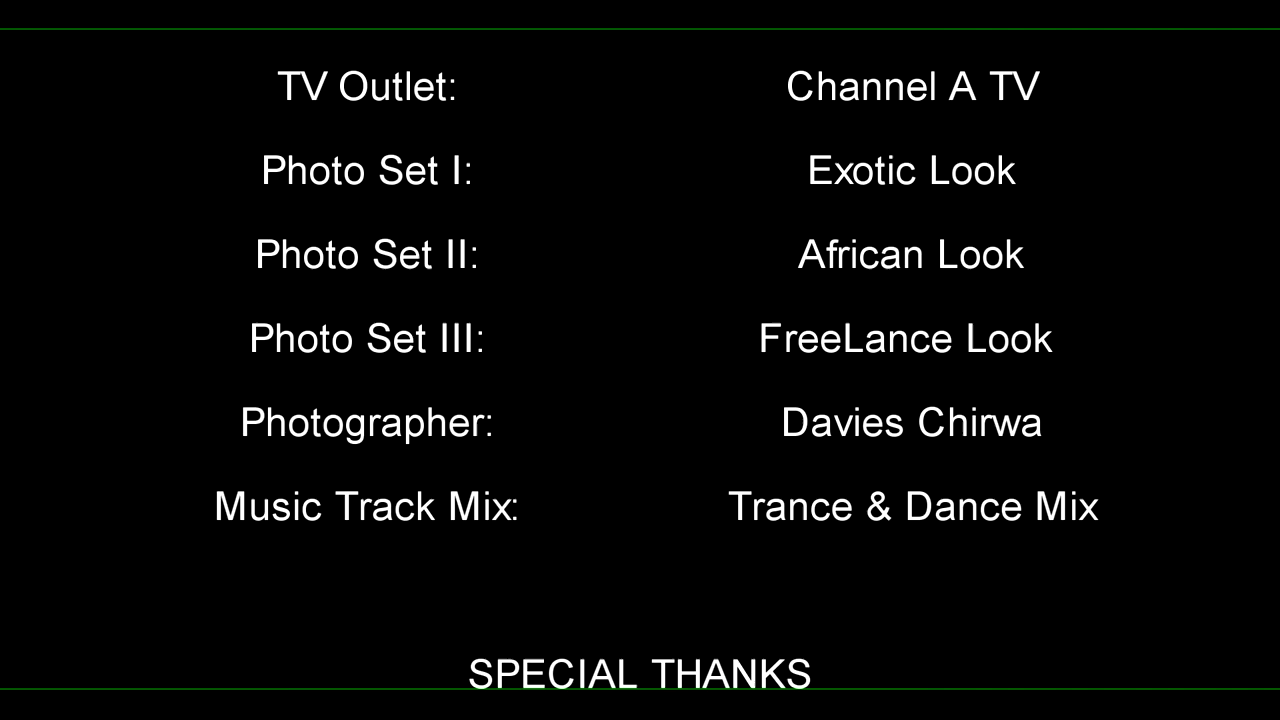 TV Outlet: Channel A TV
Photo Set I: Exotic Look
Photo Set II: African Look
Photo Set III: FreeLance Look
Photographer: Davies Chirwa
Music Track Mix: Trance & Dance Mix
SPECIAL THANKS